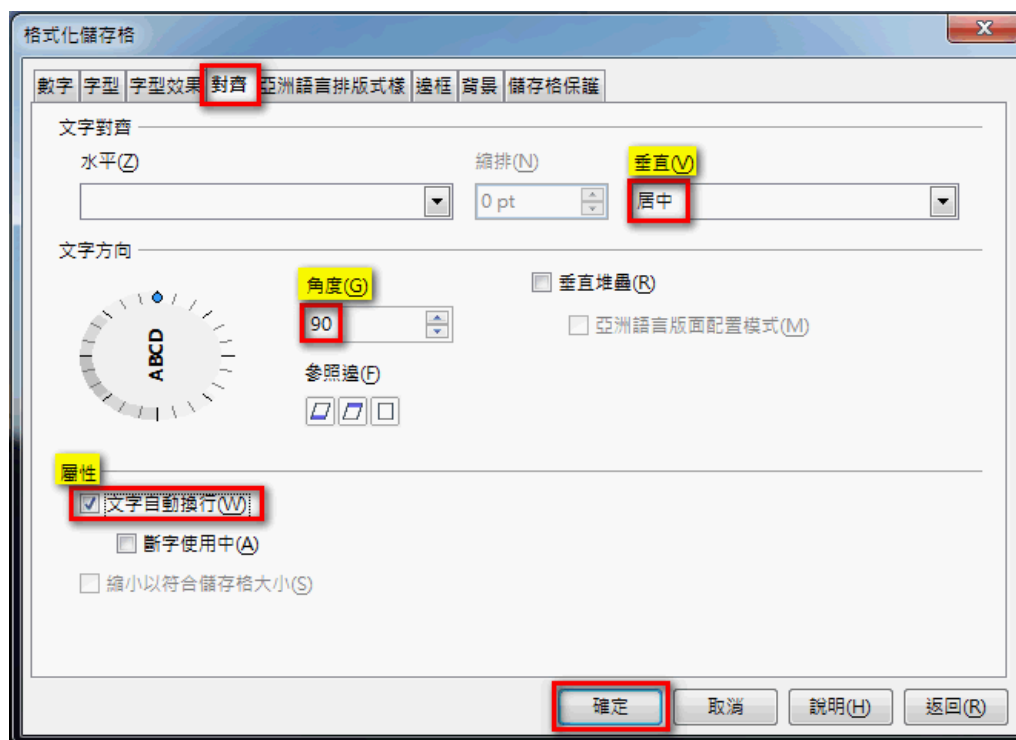 格式化儲存格
數字 字型 字型效果 對齊 亞洲語言排版式樣 邊框 背景 儲存格保護
文字對齊
水平(Z) 縮排(N) 垂直(V)
0 pt 居中
文字方向
角度(G) 垂直堆疊(R)
90 亞洲語言版面配置模式(M)
ABCD
參照邊(F)
屬性
文字自動換行(W)
斷字使用中(A)
縮小以符合儲存格大小(S)
確定 取消 說明(H) 返回(R)